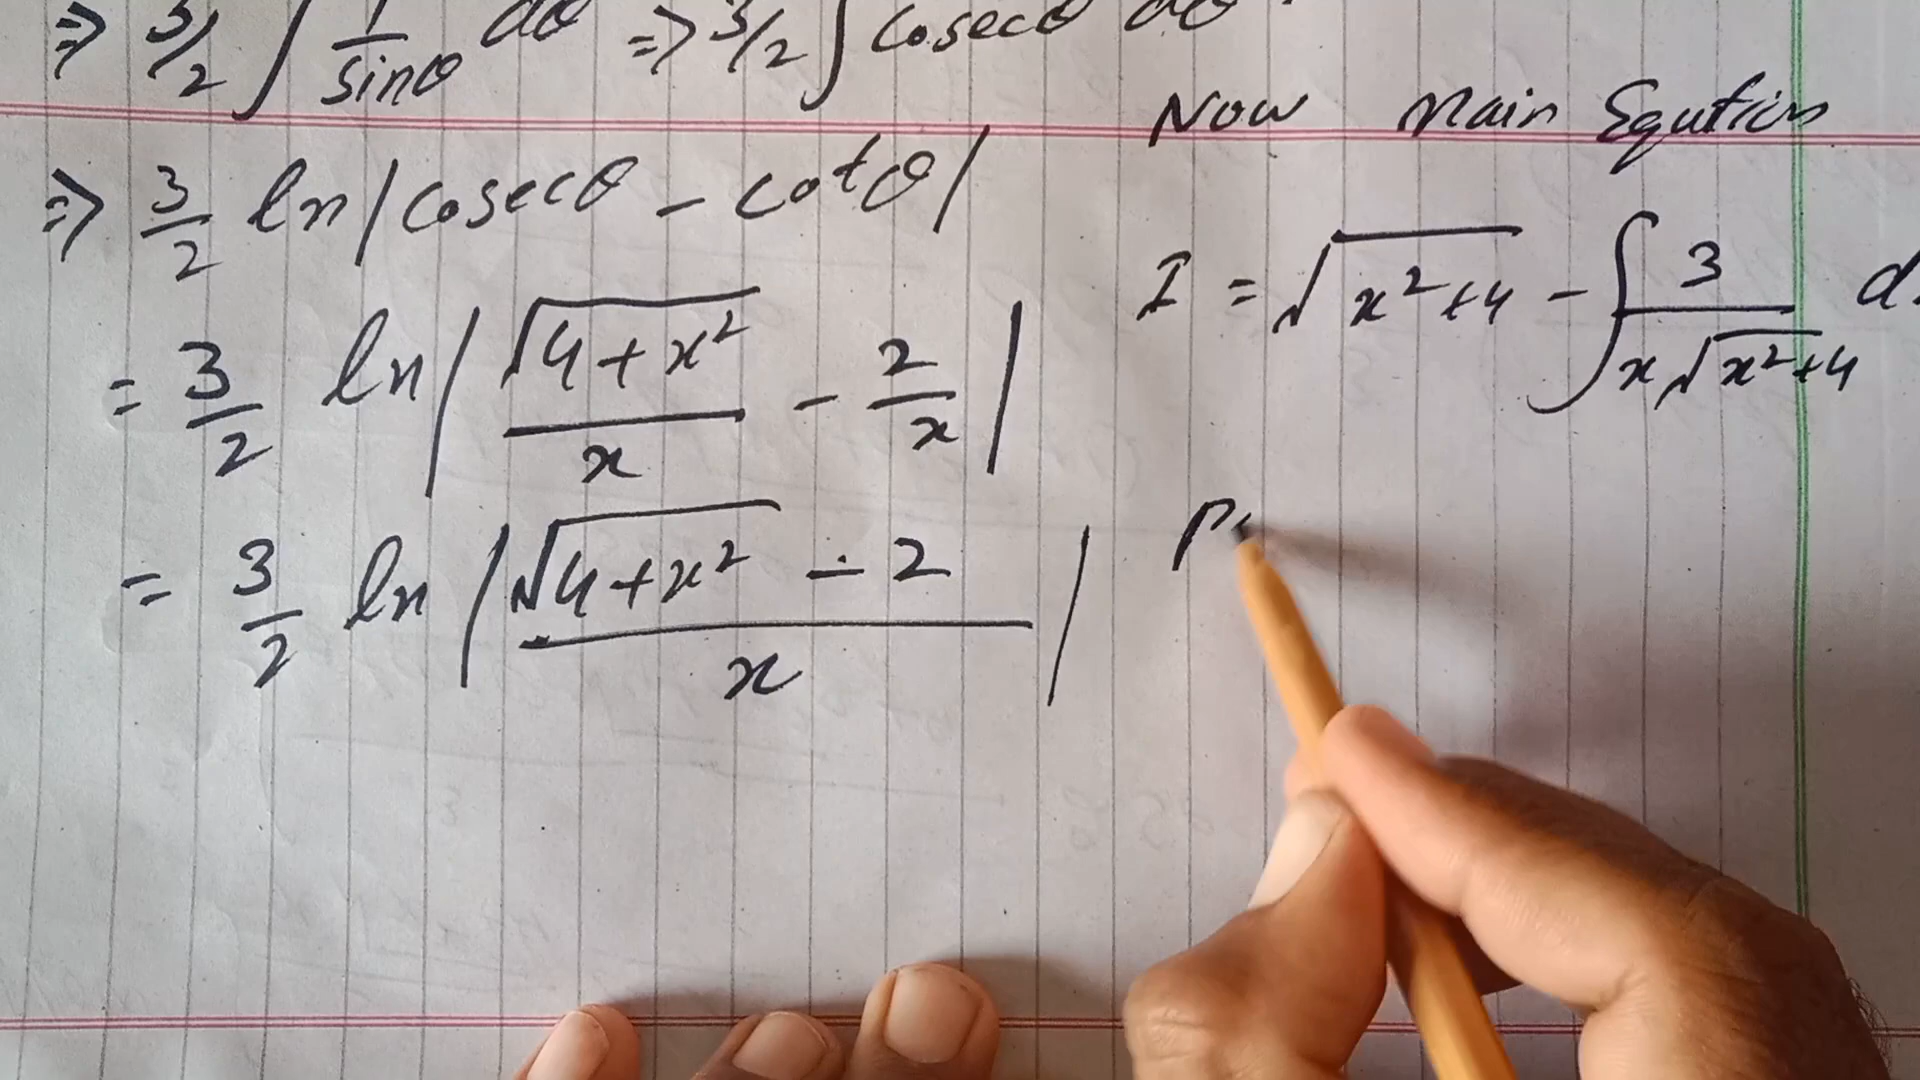 => 3/2 ∫ 1/sinθ dθ => 3/2 ∫ cosecθ dθ
=> 3/2 ln|cosecθ - cotθ|
= 3/2 ln|√(4+x²)/x - 2/x|
= 3/2 ln|(√(4+x²) - 2)/x|
Now Main Eqution
I = √(x²+4) - ∫ 3/(x√(x²+4)) d